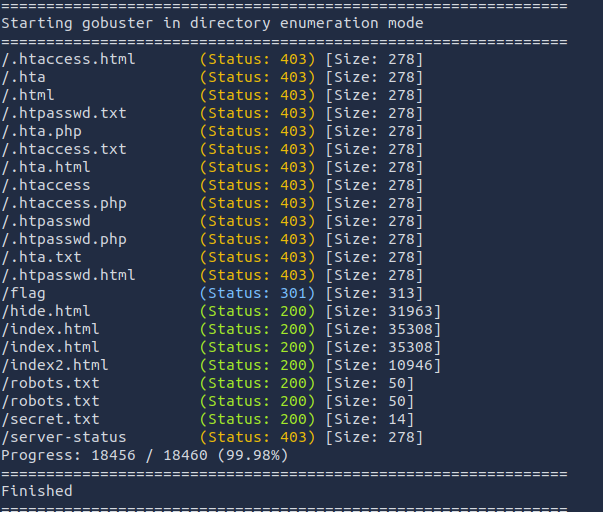 ===============================================================
Starting gobuster in directory enumeration mode
===============================================================
/.htaccess.html       (Status: 403) [Size: 278]
/.hta                 (Status: 403) [Size: 278]
/.html                (Status: 403) [Size: 278]
/.htpasswd.txt        (Status: 403) [Size: 278]
/.hta.php             (Status: 403) [Size: 278]
/.htaccess.txt        (Status: 403) [Size: 278]
/.hta.html            (Status: 403) [Size: 278]
/.htaccess            (Status: 403) [Size: 278]
/.htaccess.php        (Status: 403) [Size: 278]
/.htpasswd            (Status: 403) [Size: 278]
/.htpasswd.php        (Status: 403) [Size: 278]
/.hta.txt             (Status: 403) [Size: 278]
/.htpasswd.html       (Status: 403) [Size: 278]
/flag                 (Status: 301) [Size: 313]
/hide.html            (Status: 200) [Size: 31963]
/index.html           (Status: 200) [Size: 35308]
/index.html           (Status: 200) [Size: 35308]
/index2.html          (Status: 200) [Size: 10946]
/robots.txt           (Status: 200) [Size: 50]
/robots.txt           (Status: 200) [Size: 50]
/secret.txt           (Status: 200) [Size: 14]
/server-status        (Status: 403) [Size: 278]
Progress: 18456 / 18460 (99.98%)
===============================================================
Finished
===============================================================